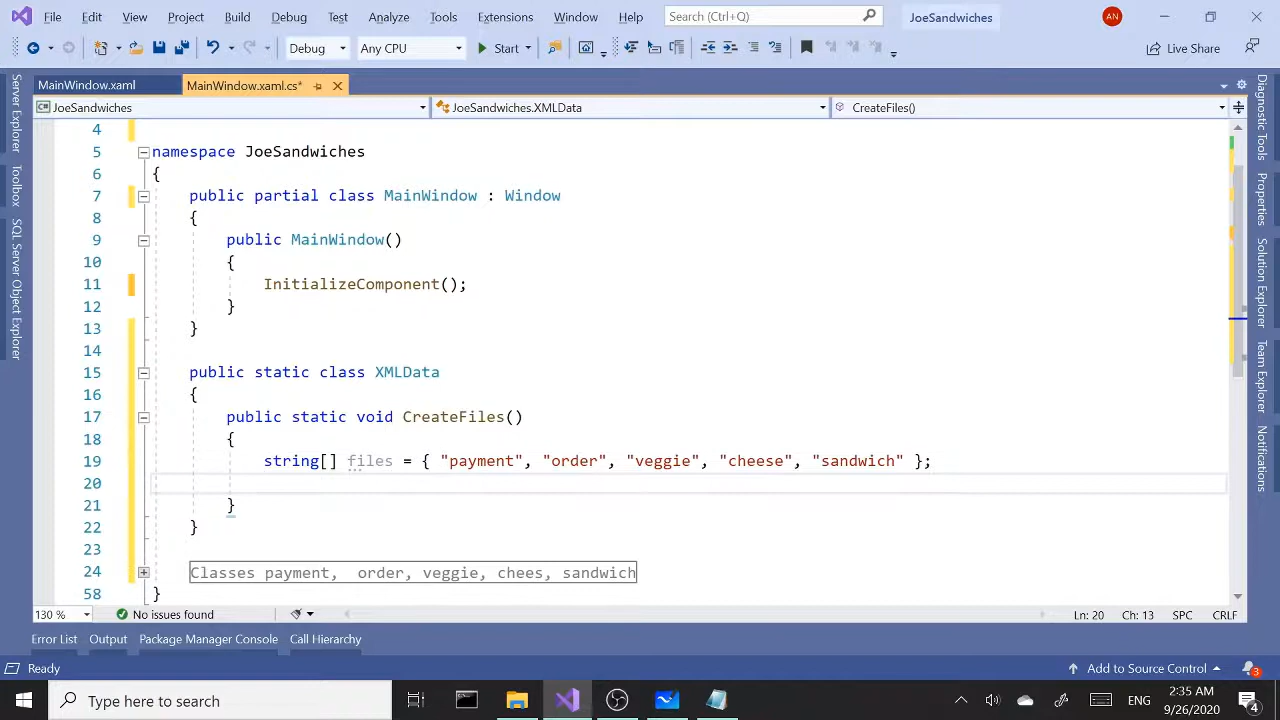 File Edit View Project Build Debug Test Analyze Tools Extensions Window Help Search (Ctrl+Q) JoeSandwiches AN
Debug Any CPU Start Live Share
MainWindow.xaml MainWindow.xaml.cs*
JoeSandwiches JoeSandwiches.XMLData CreateFiles()
4
5 namespace JoeSandwiches
6 {
7 public partial class MainWindow : Window
8 {
9 public MainWindow()
10 {
11 InitializeComponent();
12 }
13 }
14
15 public static class XMLData
16 {
17 public static void CreateFiles()
18 {
19 string[] files = { "payment", "order", "veggie", "cheese", "sandwich" };
20
21 }
22 }
23
24 Classes payment, order, veggie, chees, sandwich
58 }
130 % No issues found Ln: 20 Ch: 13 SPC CRLF
Error List Output Package Manager Console Call Hierarchy
Ready Add to Source Control 3
Type here to search ENG :35 AM
9/26/2020 4
Server Explorer
Toolbox
SQL Server Object Explorer
Diagnostic Tools
Properties
Solution Explorer
Team Explorer
Notifications